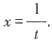 x = 1/t.